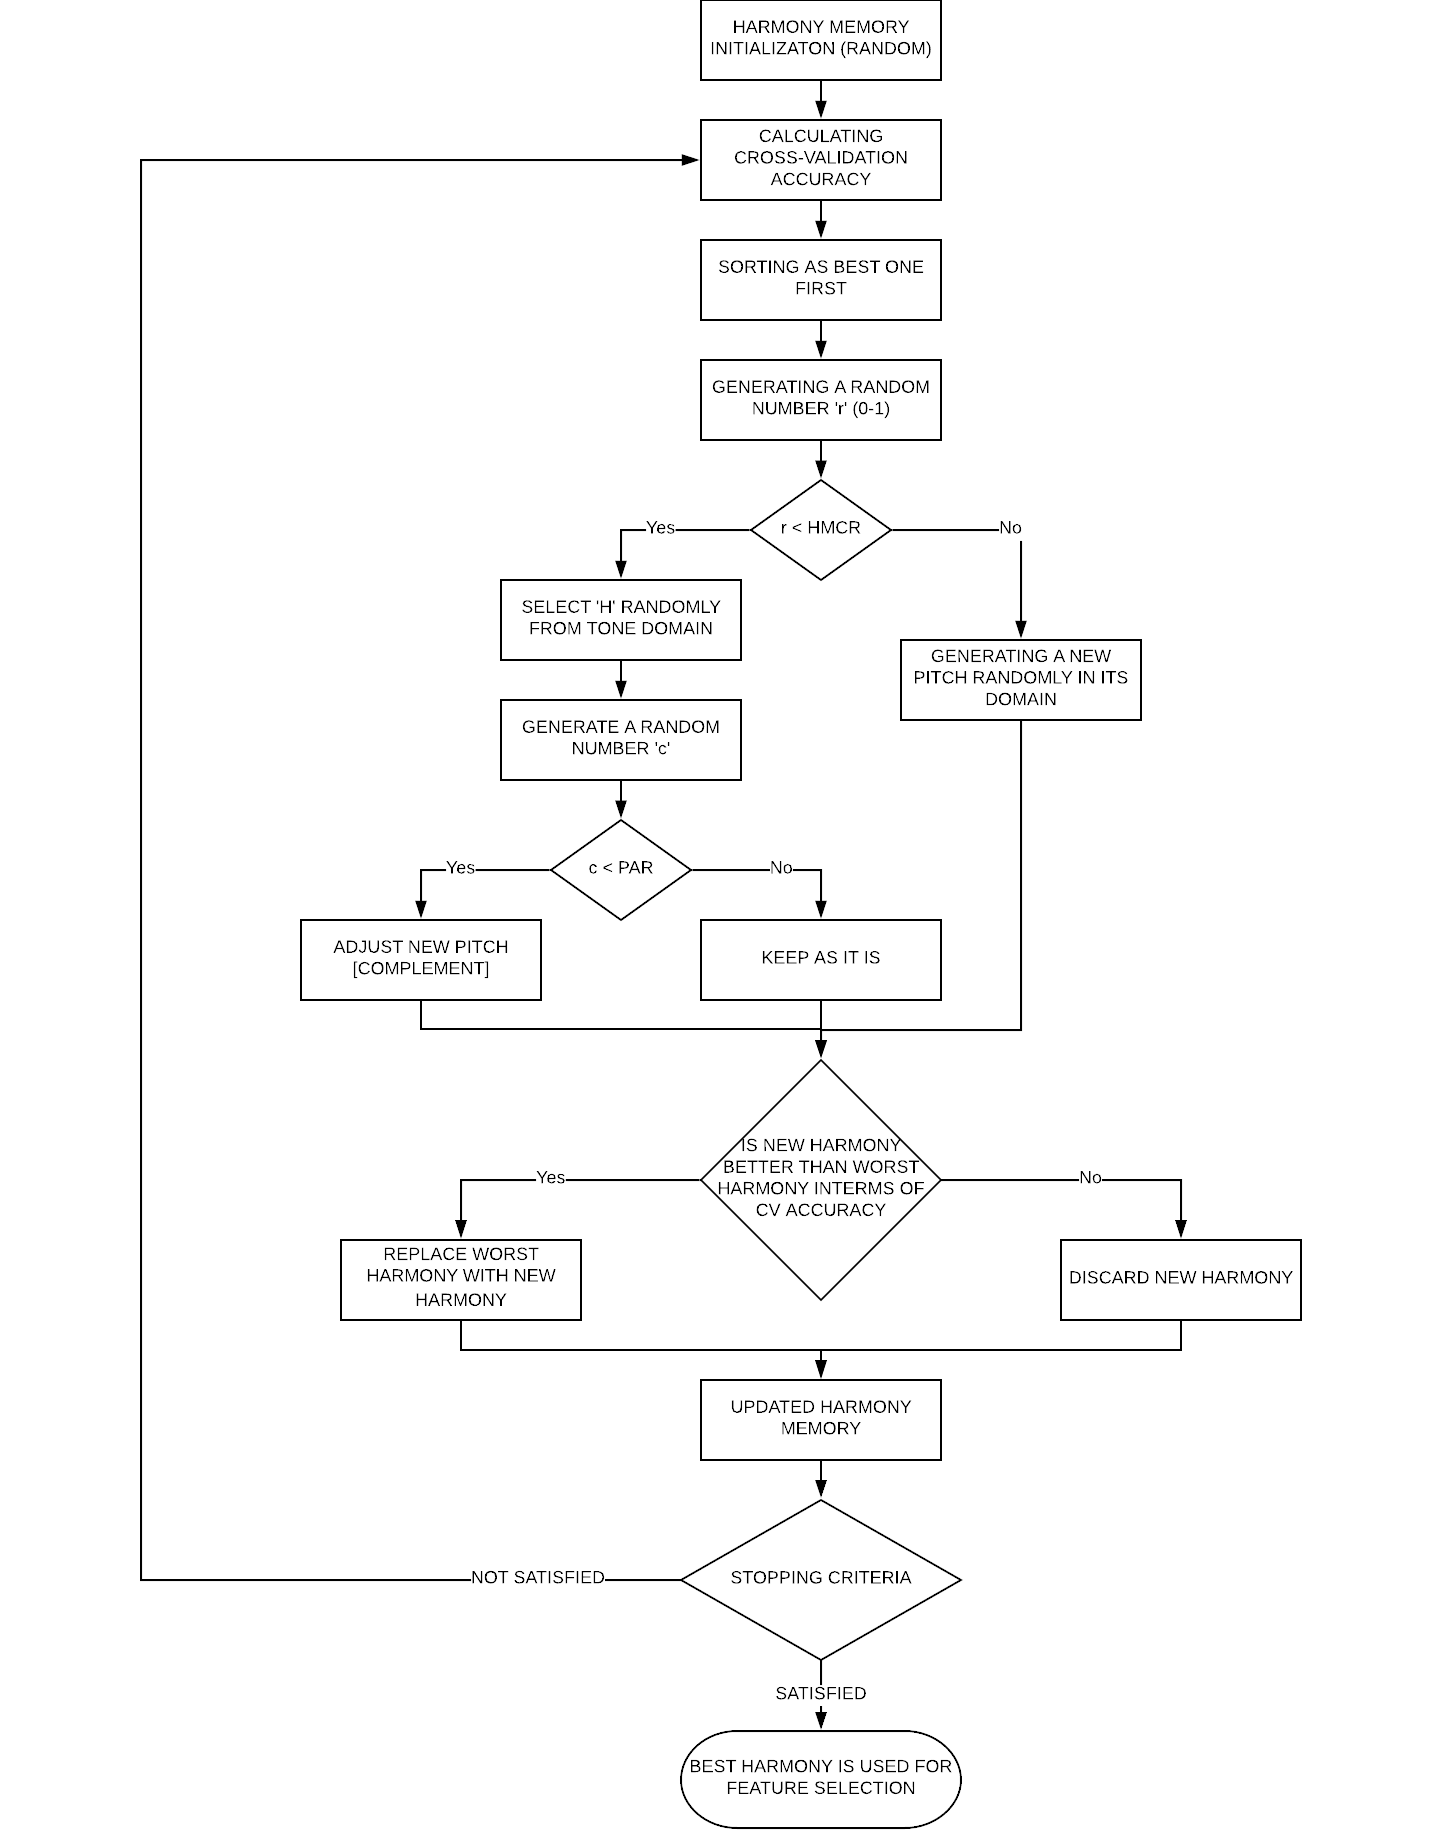 HARMONY MEMORY
INITIALIZATON (RANDOM)
CALCULATING
CROSS-VALIDATION
ACCURACY
SORTING AS BEST ONE
FIRST
GENERATING A RANDOM
NUMBER 'r' (0-1)
r < HMCR
Yes
No
SELECT 'H' RANDOMLY
FROM TONE DOMAIN
GENERATING A NEW
PITCH RANDOMLY IN ITS
DOMAIN
GENERATE A RANDOM
NUMBER 'c'
c < PAR
Yes
No
ADJUST NEW PITCH
[COMPLEMENT]
KEEP AS IT IS
IS NEW HARMONY
BETTER THAN WORST
HARMONY INTERMS OF
CV ACCURACY
Yes
No
REPLACE WORST
HARMONY WITH NEW
HARMONY
DISCARD NEW HARMONY
UPDATED HARMONY
MEMORY
STOPPING CRITERIA
NOT SATISFIED
SATISFIED
BEST HARMONY IS USED FOR
FEATURE SELECTION